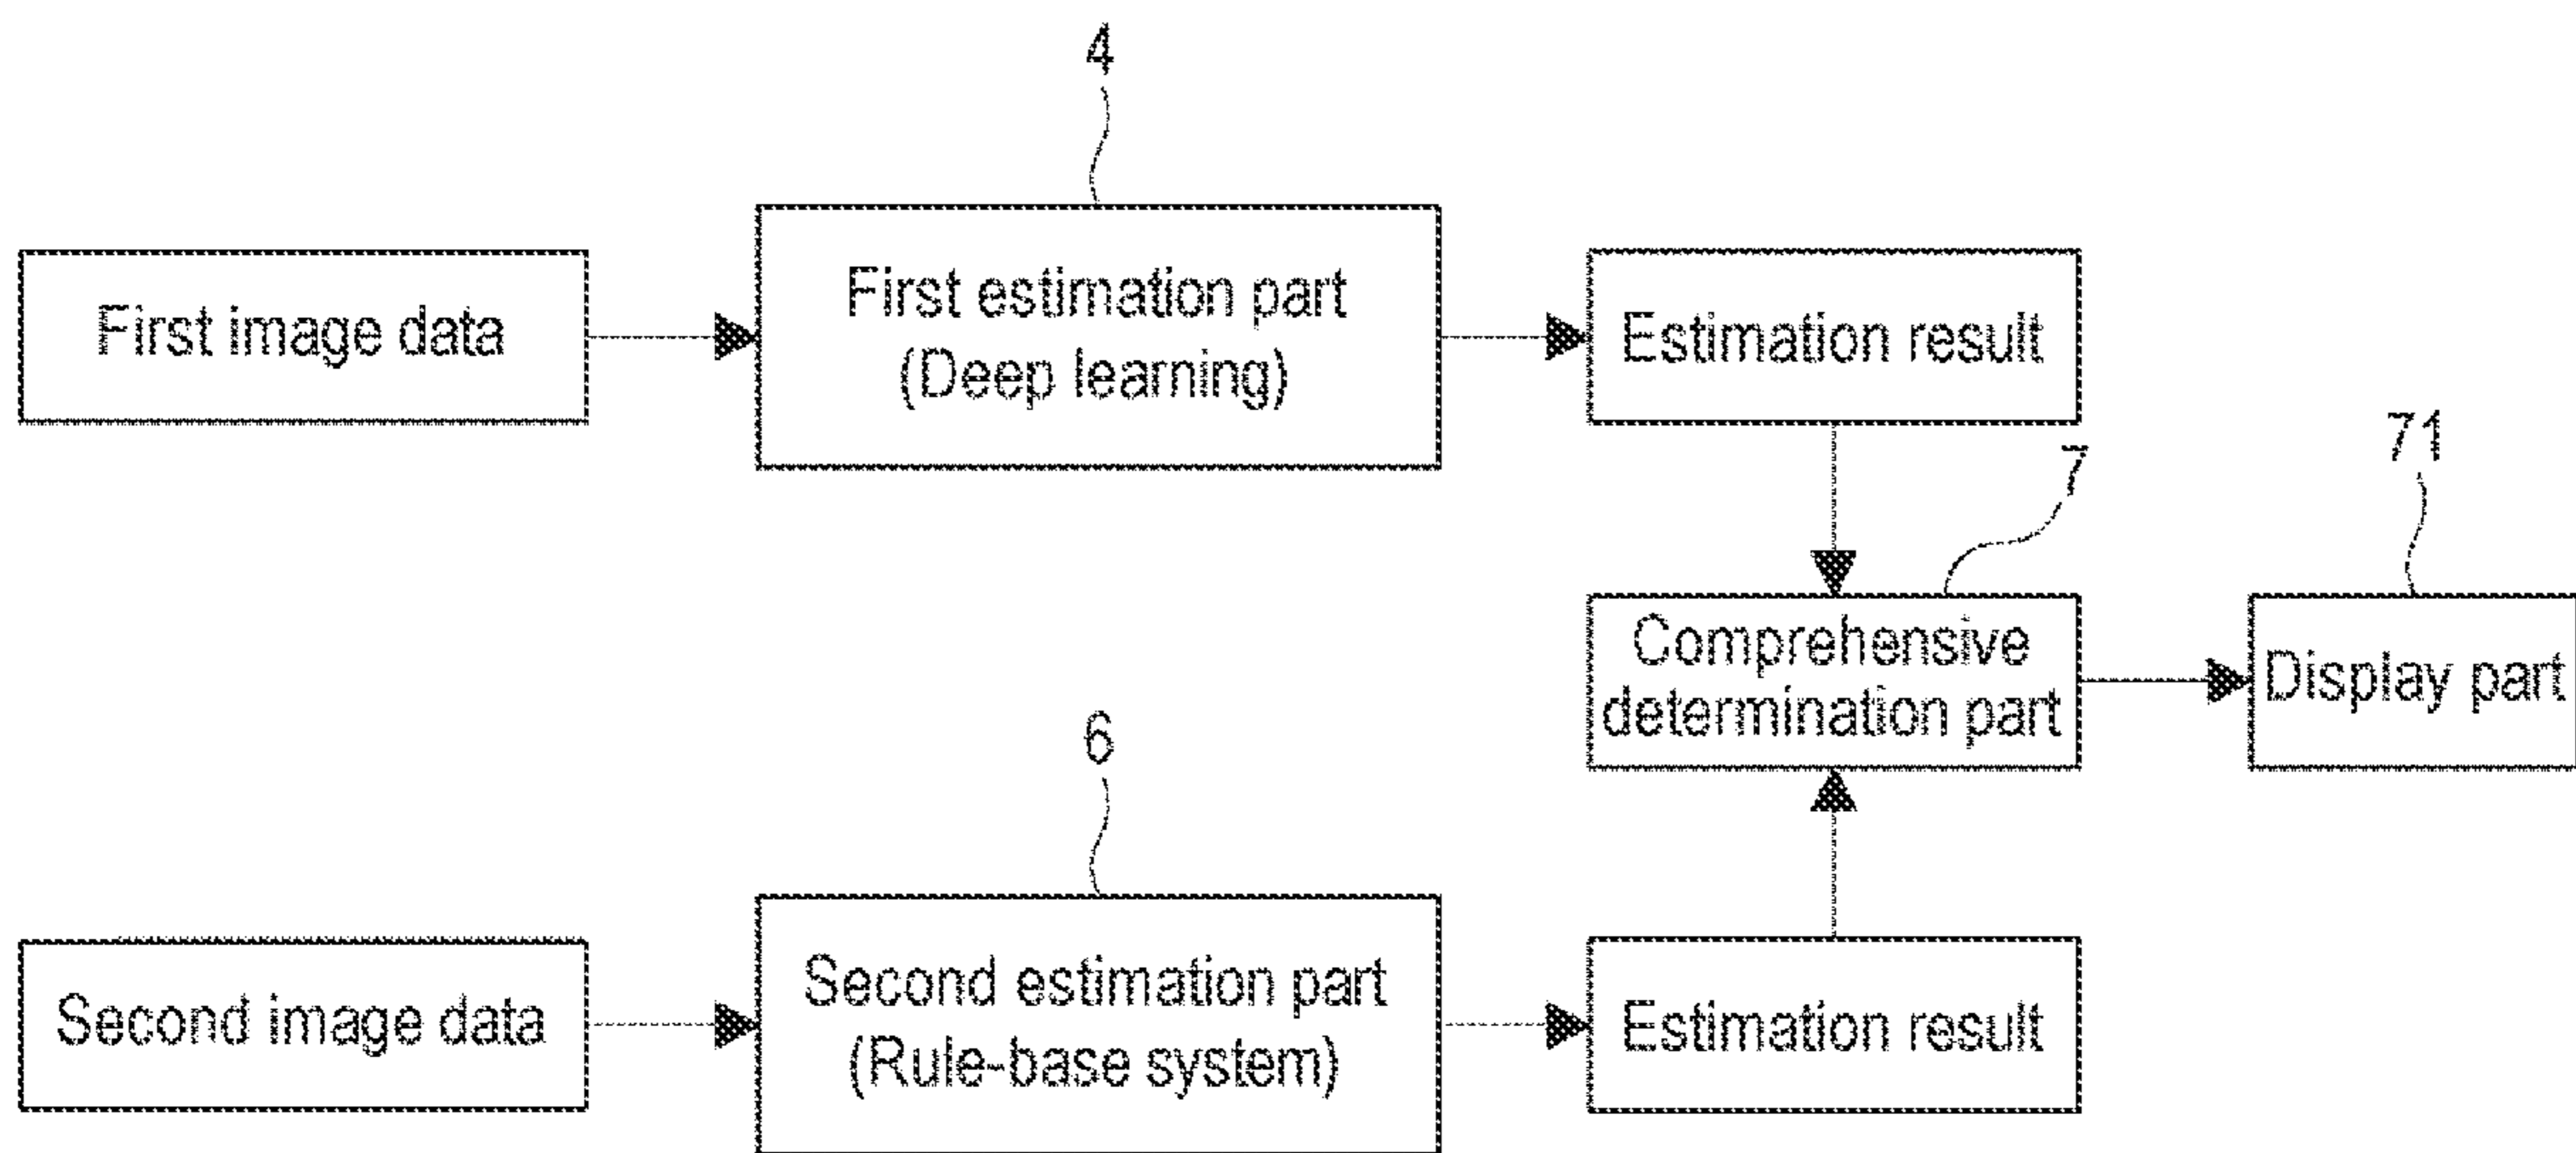 4
First image data
First estimation part
(Deep learning)
Estimation result
7
71
Comprehensive
determination part
Display part
6
Second image data
Second estimation part
(Rule-base system)
Estimation result